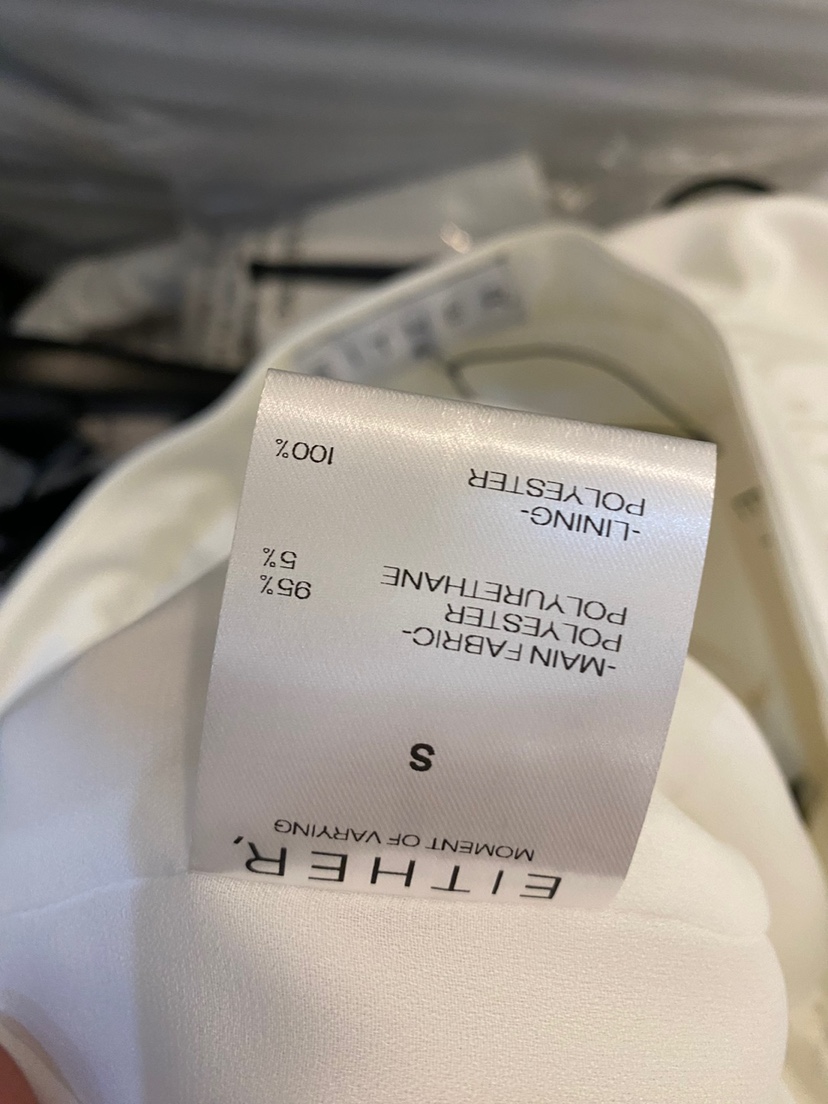 EITHER,
MOMENT OF VARYING
S
-MAIN FABRIC-
POLYESTER 95%
POLYURETHANE 5%
-LINING-
POLYESTER 100%